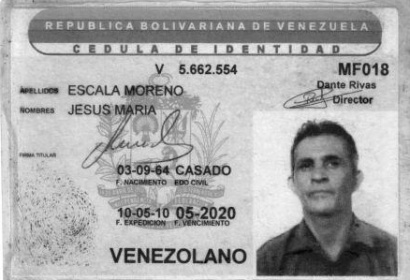 REPUBLICA BOLIVARIANA DE VENEZUELA
CEDULA DE IDENTIDAD
V 5.662.554
MF018
Dante Rivas
Director
APELLIDOS ESCALA MORENO
NOMBRES JESUS MARIA
FIRMA TITULAR
03-09-64 CASADO
F. NACIMIENTO EDO CIVIL
10-05-10 05-2020
F. EXPEDICION F. VENCIMIENTO
VENEZOLANO